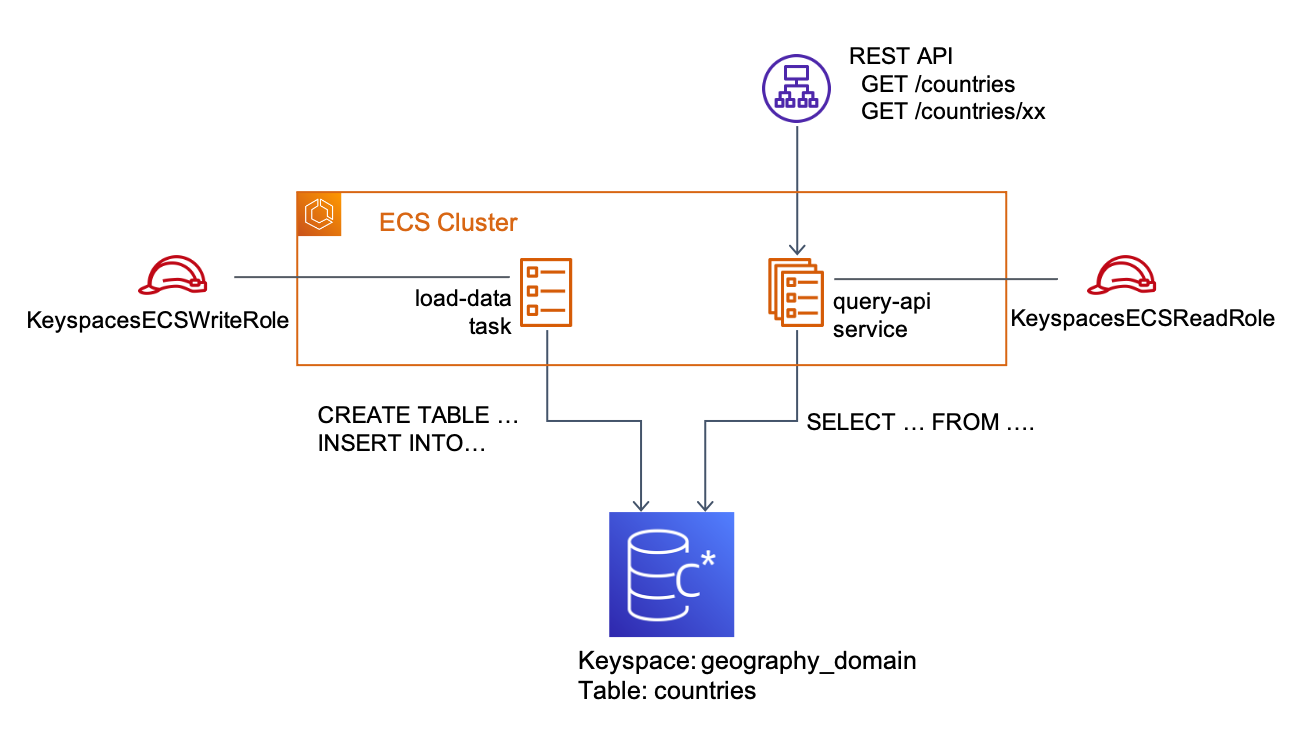 REST API
GET /countries
GET /countries/xx
ECS Cluster
load-data
task
query-api
service
KeyspacesECSWriteRole
KeyspacesECSReadRole
CREATE TABLE …
INSERT INTO…
SELECT … FROM ….
C*
Keyspace: geography_domain
Table: countries